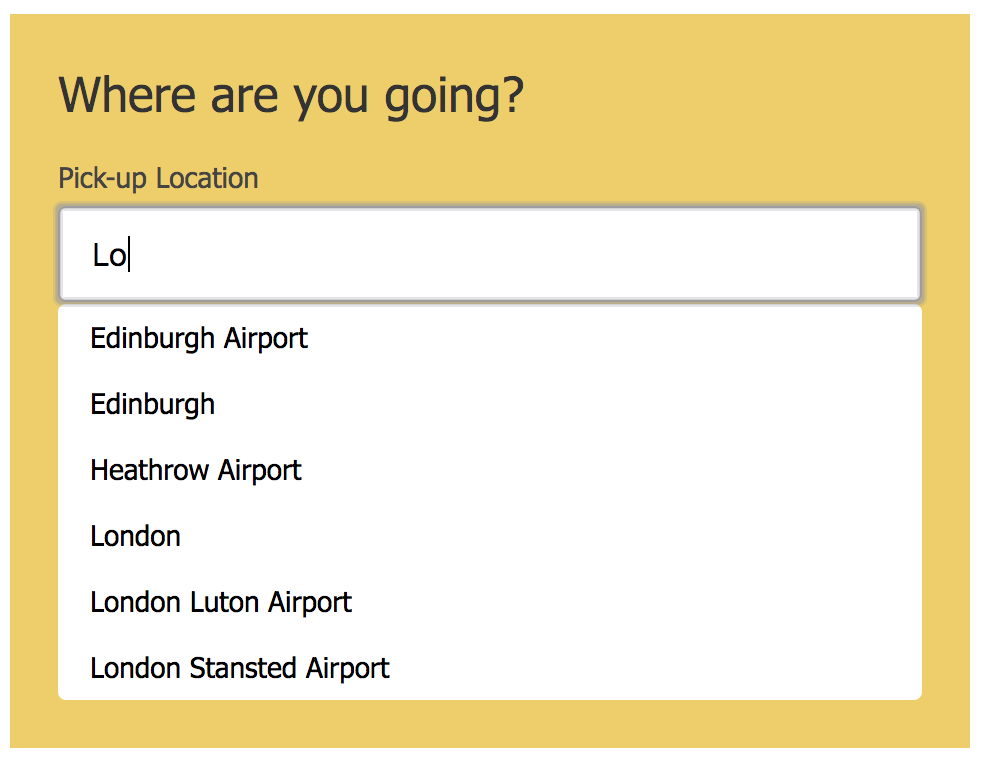 Where are you going?
Pick-up Location
Lo
Edinburgh Airport
Edinburgh
Heathrow Airport
London
London Luton Airport
London Stansted Airport